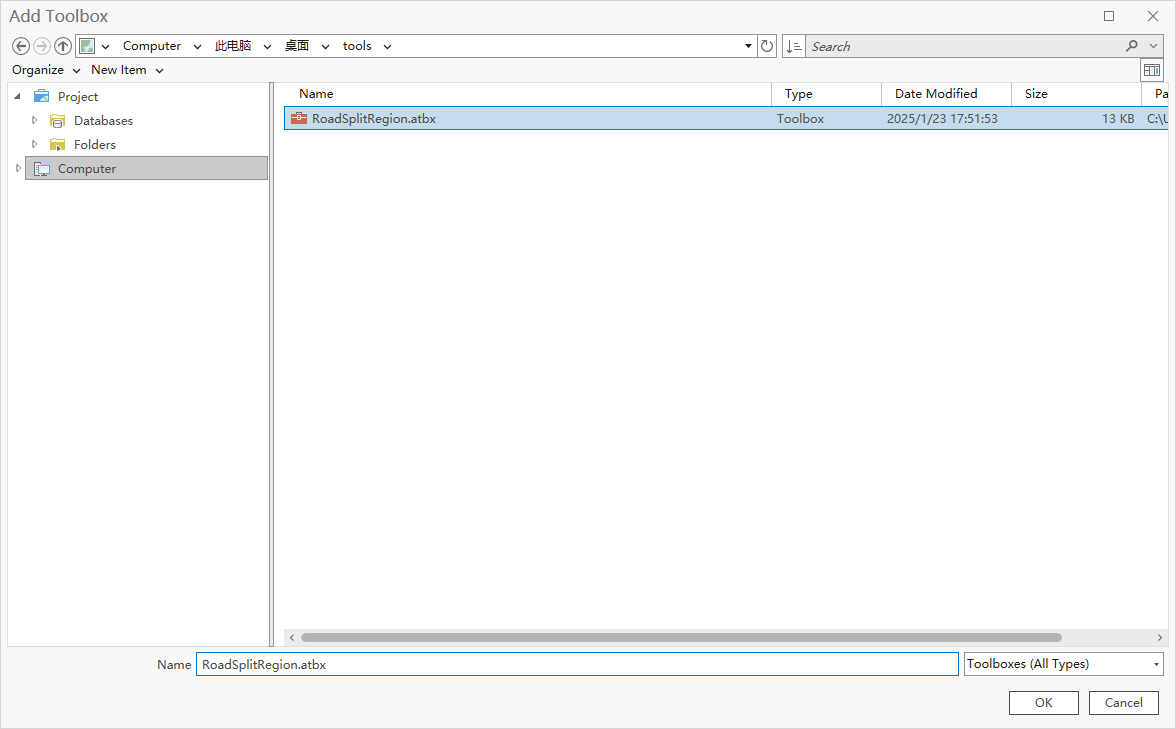 Add Toolbox
Computer 此电脑 桌面 tools Search
Organize New Item
Project
Databases
Folders
Computer
Name Type Date Modified Size Pa
RoadSplitRegion.atbx Toolbox 2025/1/23 17:51:53 13 KB C:\U
Name RoadSplitRegion.atbx Toolboxes (All Types)
OK Cancel